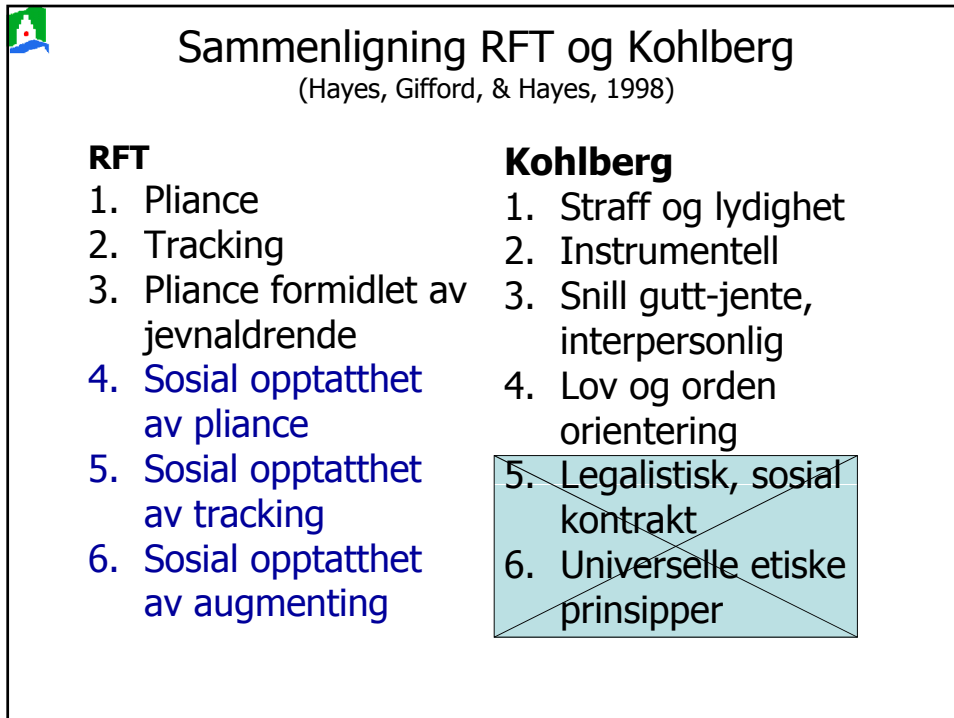 Sammenligning RFT og Kohlberg
(Hayes, Gifford, & Hayes, 1998)
RFT
1. Pliance
2. Tracking
3. Pliance formidlet av
jevnaldrende
4. Sosial opptatthet
av pliance
5. Sosial opptatthet
av tracking
6. Sosial opptatthet
av augmenting
Kohlberg
1. Straff og lydighet
2. Instrumentell
3. Snill gutt-jente,
interpersonlig
4. Lov og orden
orientering
5. Legalistisk, sosial
kontrakt
6. Universelle etiske
prinsipper